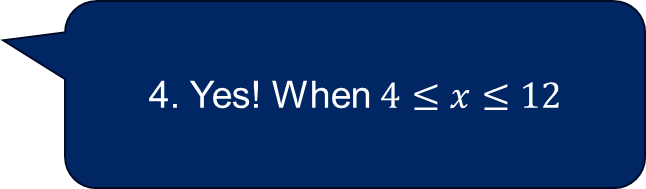 4. Yes! When 4 ≤ 𝑥 ≤ 12